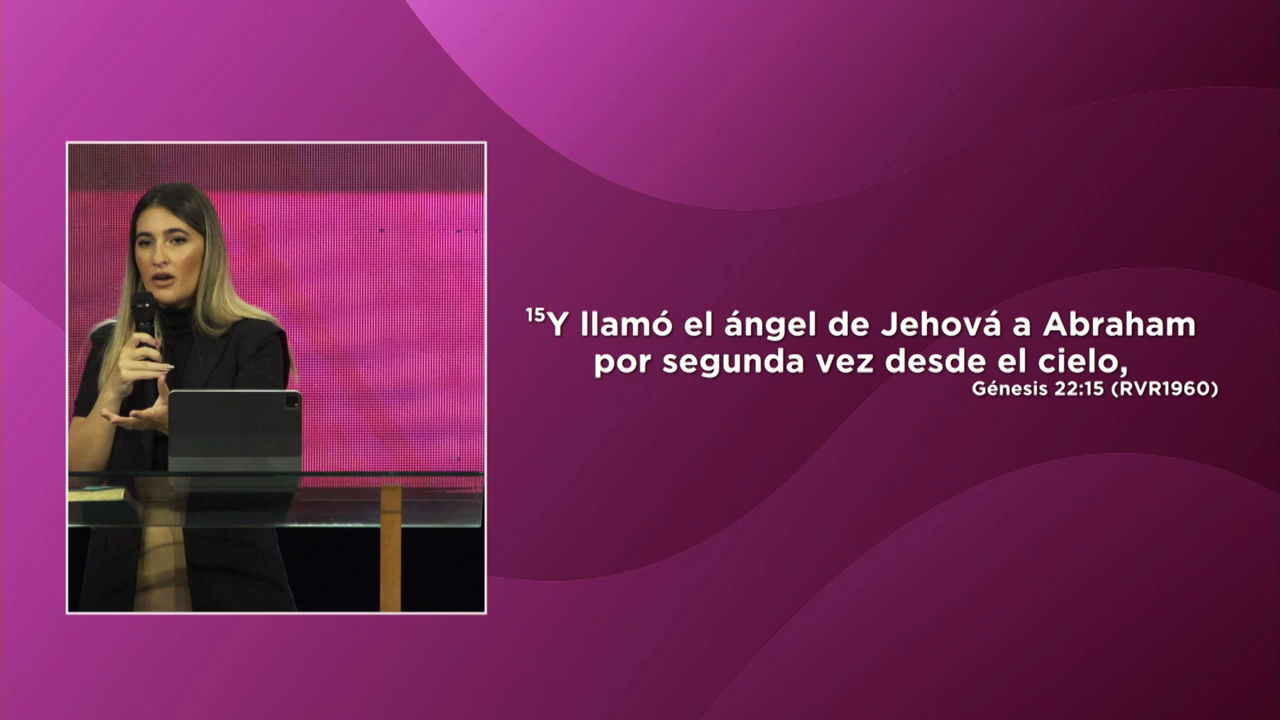 ¹⁵Y llamó el ángel de Jehová a Abraham
por segunda vez desde el cielo,
Génesis 22:15 (RVR1960)